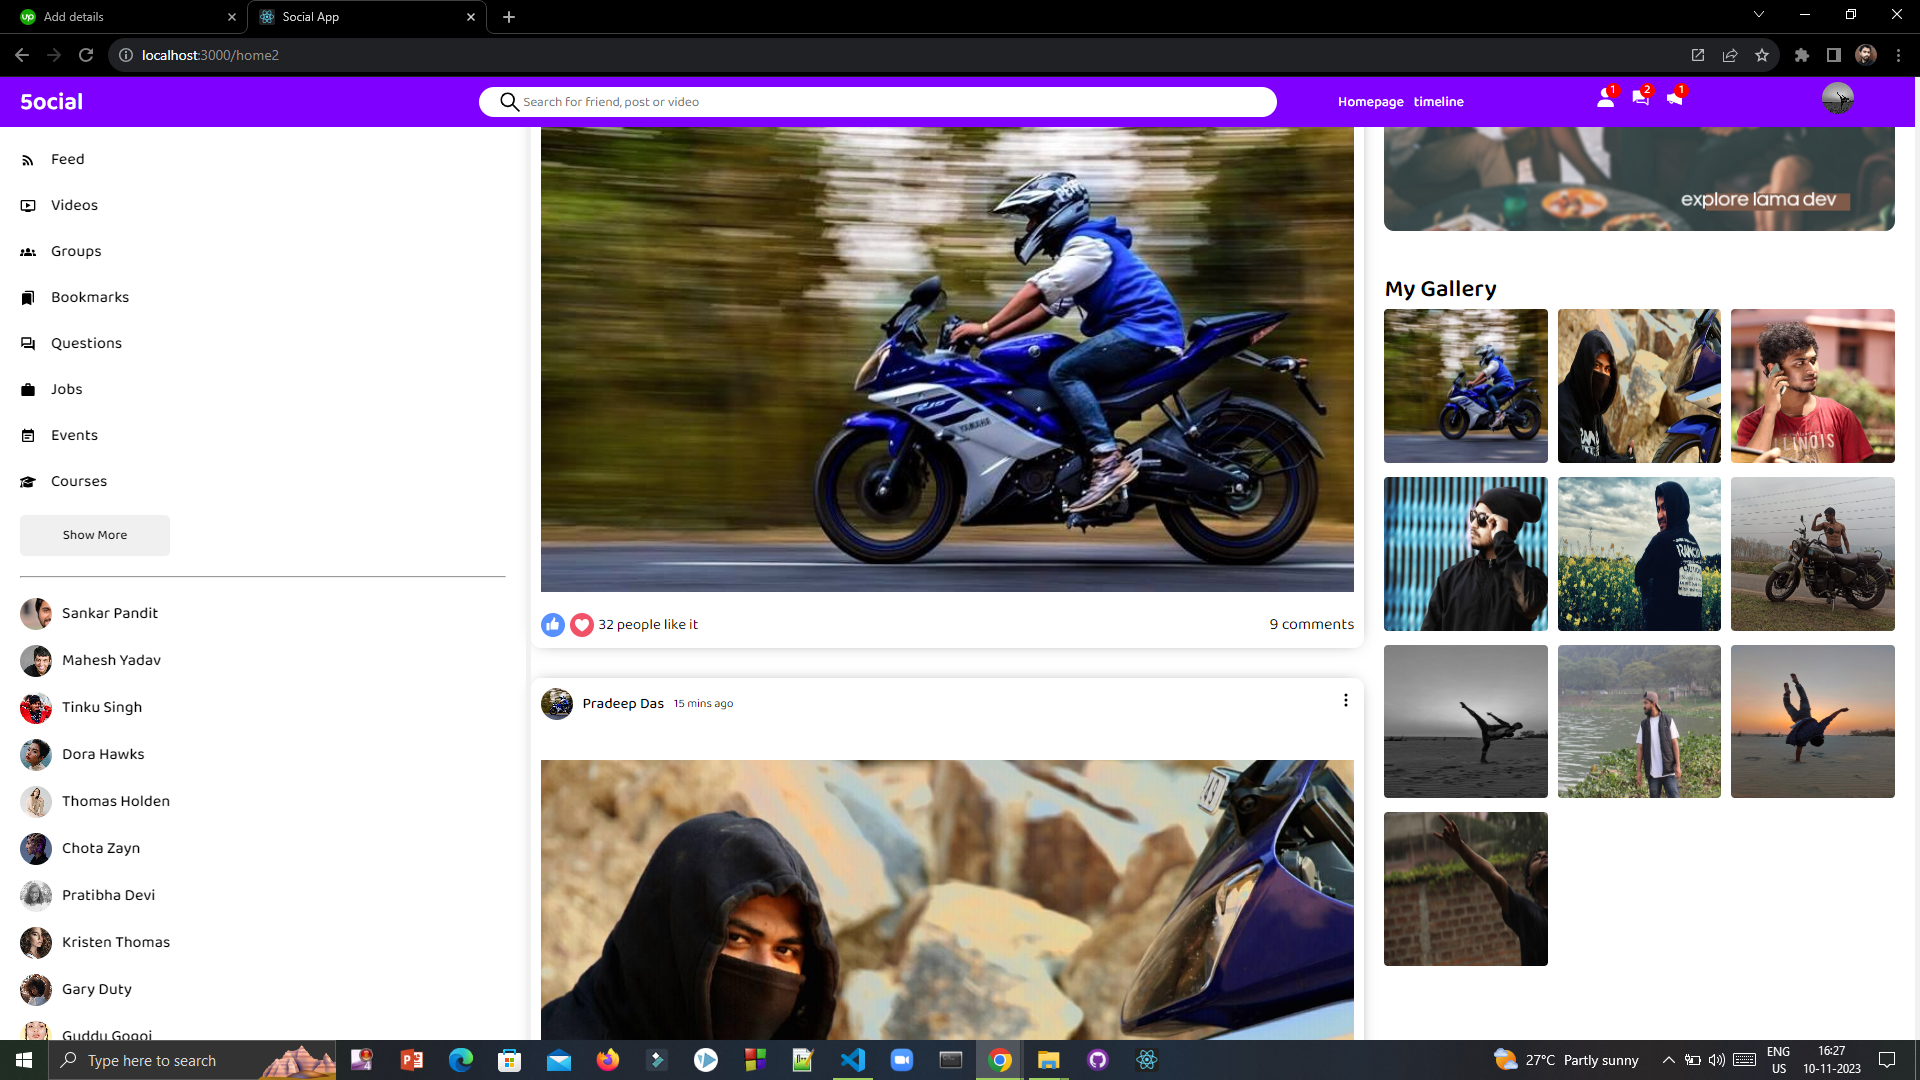 Add details
Social App
localhost:3000/home2
5ocial
Search for friend, post or video
Homepage timeline
1
2
1
Feed
Videos
Groups
Bookmarks
Questions
Jobs
Events
Courses
Show More
Sankar Pandit
Mahesh Yadav
Tinku Singh
Dora Hawks
Thomas Holden
Chota Zayn
Pratibha Devi
Kristen Thomas
Gary Duty
Guddu Gogoi
R15
YAMAHA
32 people like it
9 comments
Pradeep Das 15 mins ago
explore lama dev
My Gallery
ILLINOIS
Type here to search
27°C Partly sunny
ENG
US
16:27
10-11-2023